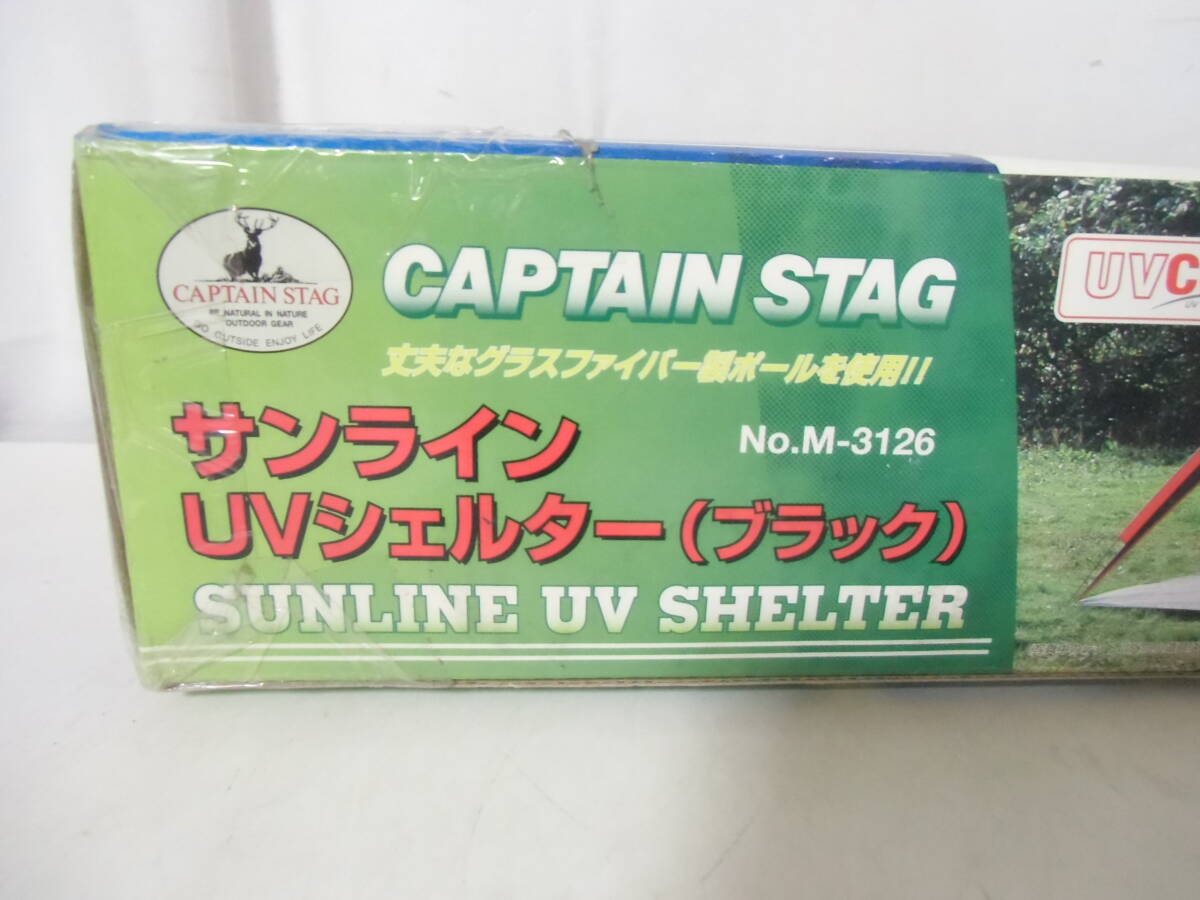 CAPTAIN STAG
BE NATURAL IN NATURE
OUTDOOR GEAR
GO OUTSIDE ENJOY LIFE
CAPTAIN STAG
丈夫なグラスファイバー製ポールを使用!!
サンライン
No.M-3126
UVシェルター(ブラック)
SUNLINE UV SHELTER
UVC